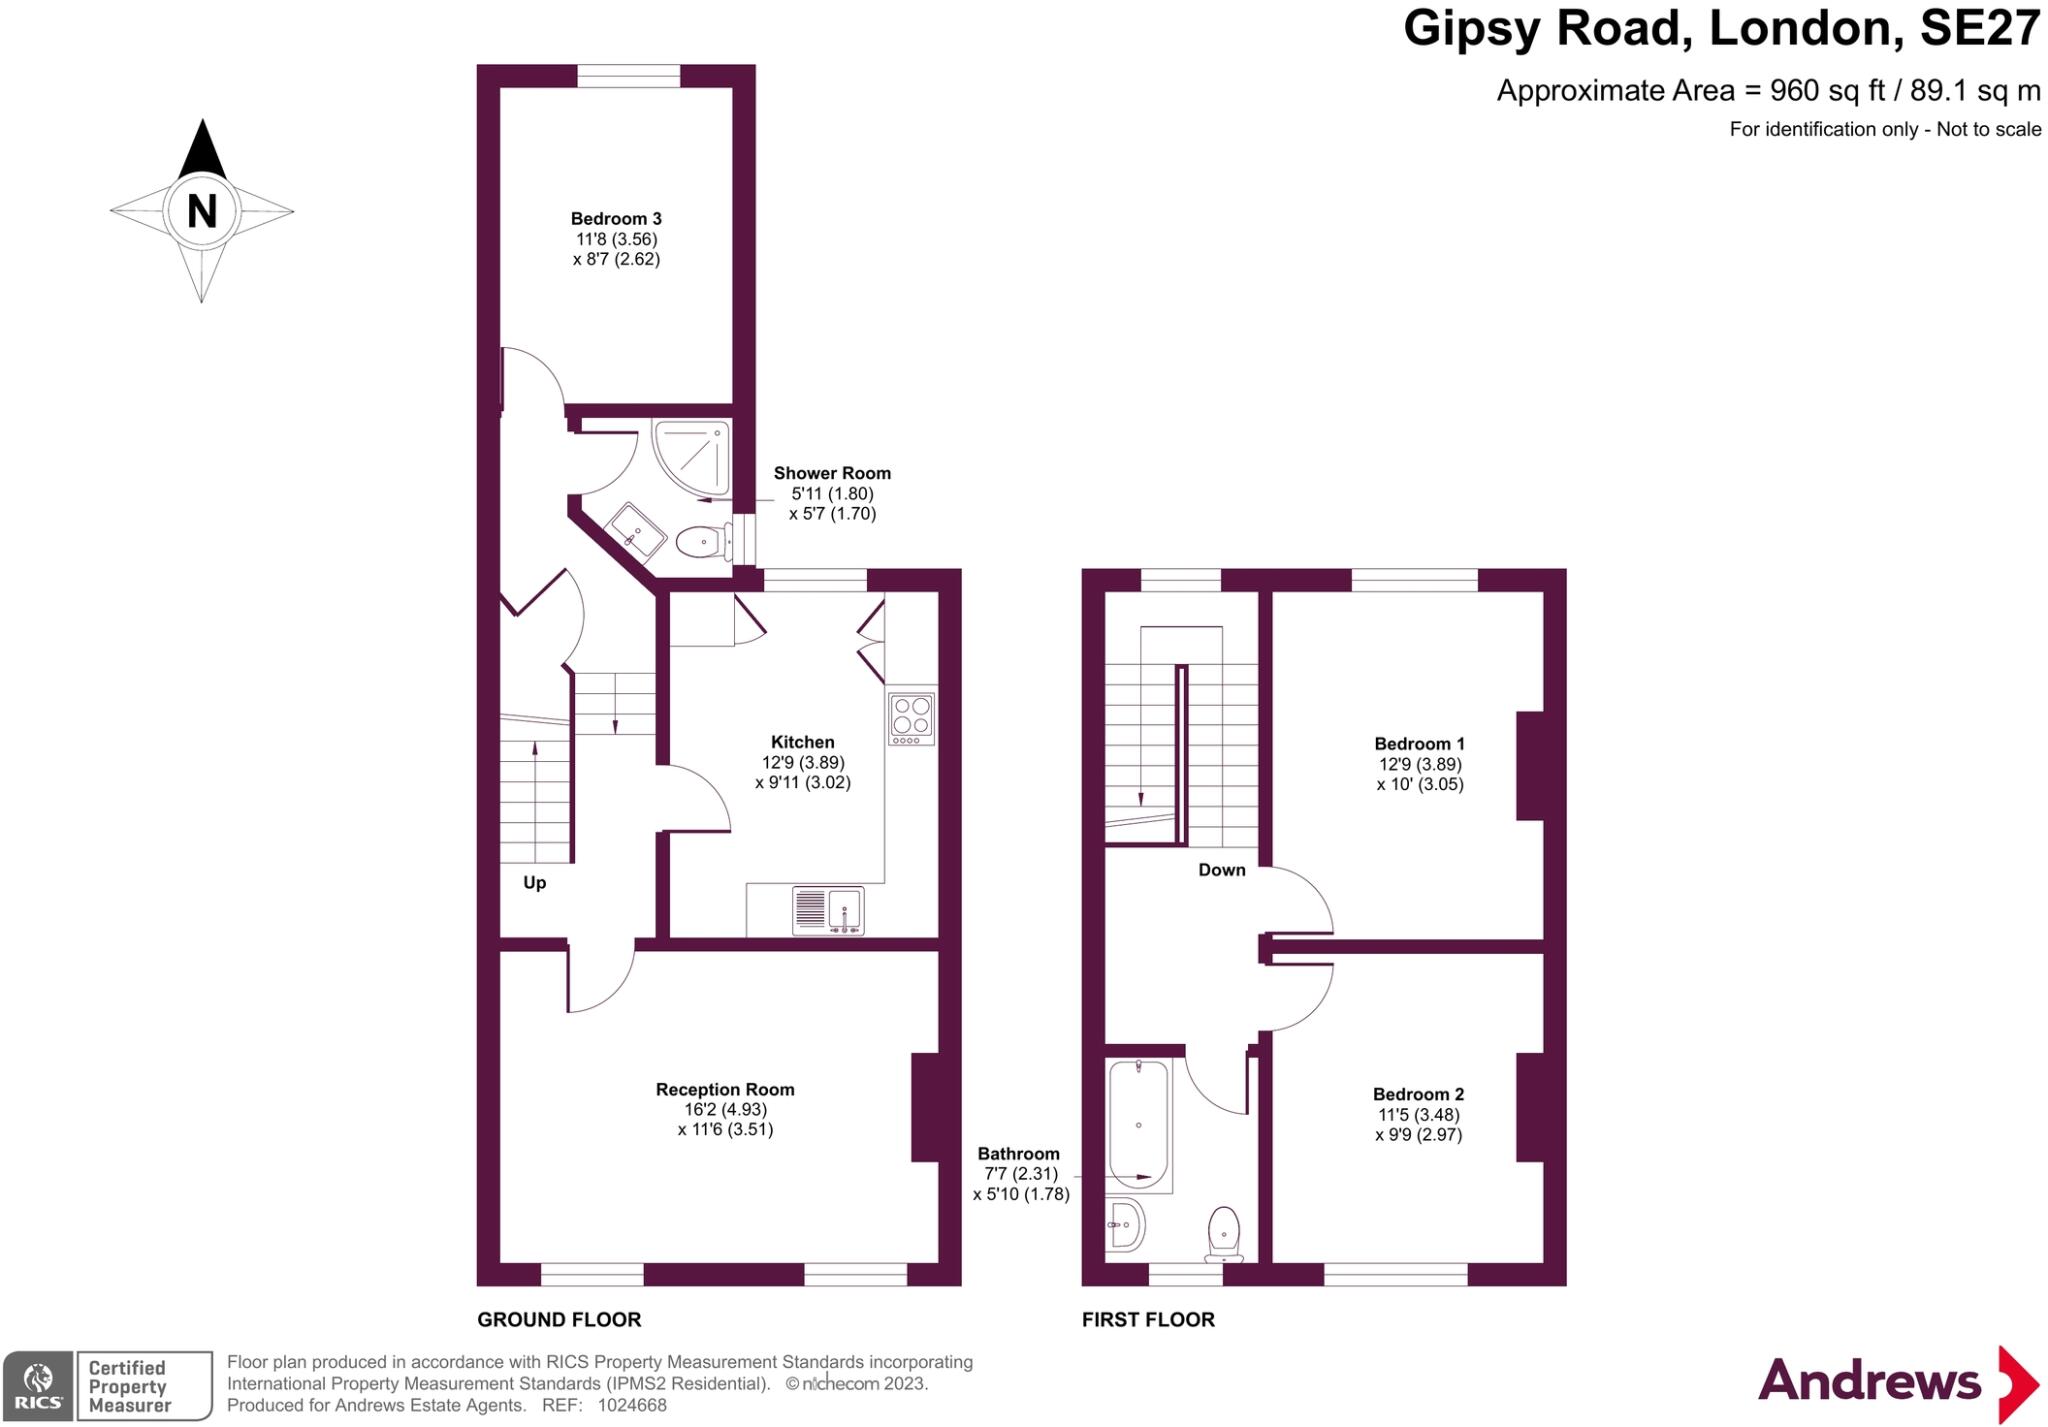 Gipsy Road, London, SE27
Approximate Area = 960 sq ft / 89.1 sq m
For identification only - Not to scale
N
Bedroom 3
11'8 (3.56)
x 8'7 (2.62)
Shower Room
5'11 (1.80)
x 5'7 (1.70)
Kitchen
12'9 (3.89)
x 9'11 (3.02)
Up
Reception Room
16'2 (4.93)
x 11'6 (3.51)
GROUND FLOOR
Bedroom 1
12'9 (3.89)
x 10' (3.05)
Down
Bedroom 2
11'5 (3.48)
x 9'9 (2.97)
Bathroom
7'7 (2.31)
x 5'10 (1.78)
FIRST FLOOR
RICS
Certified
Property
Measurer
Floor plan produced in accordance with RICS Property Measurement Standards incorporating
International Property Measurement Standards (IPMS2 Residential). © nichecom 2023.
Produced for Andrews Estate Agents. REF: 1024668
Andrews